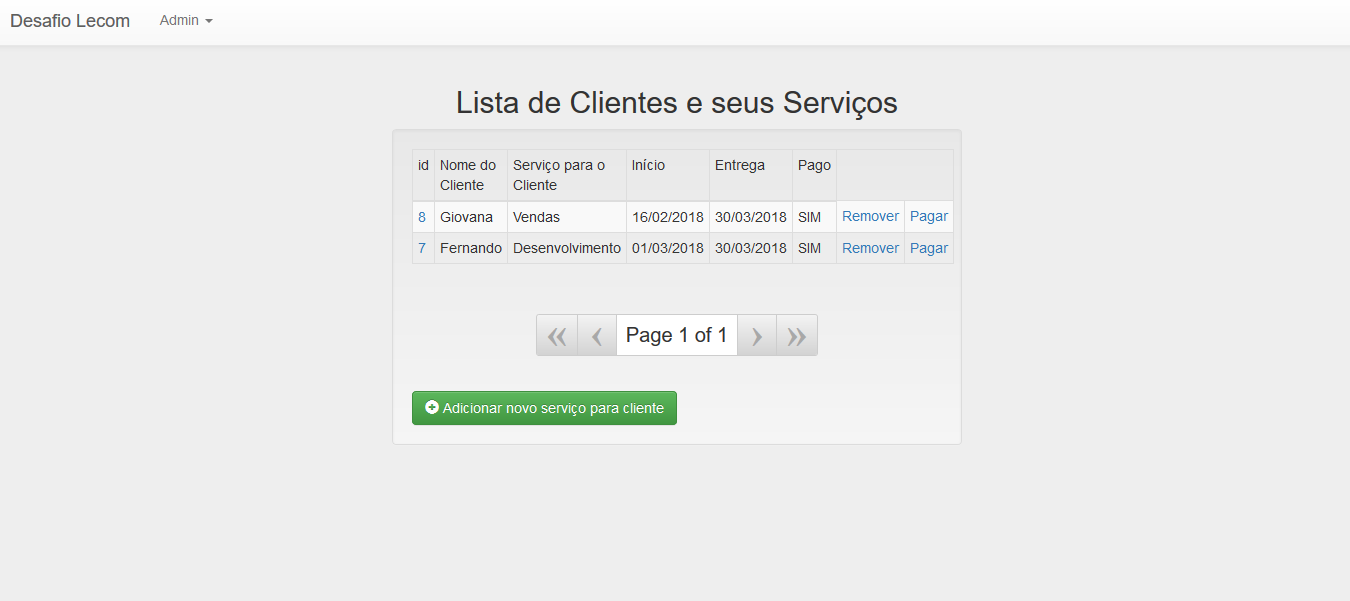 Desafio Lecom Admin
Lista de Clientes e seus Serviços
id Nome do Cliente Serviço para o Cliente Início Entrega Pago
8 Giovana Vendas 16/02/2018 30/03/2018 SIM Remover Pagar
7 Fernando Desenvolvimento 01/03/2018 30/03/2018 SIM Remover Pagar
« ‹ Page 1 of 1 › »
Adicionar novo serviço para cliente